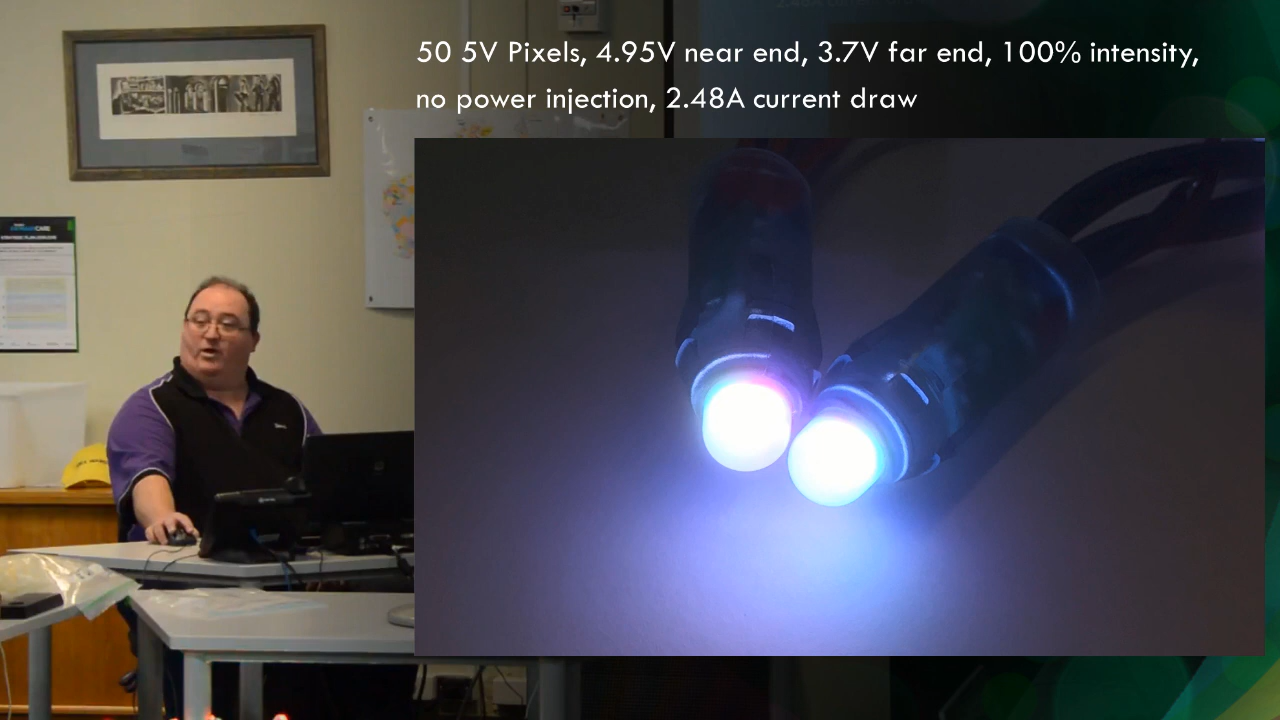 50 5V Pixels, 4.95V near end, 3.7V far end, 100% intensity,
no power injection, 2.48A current draw